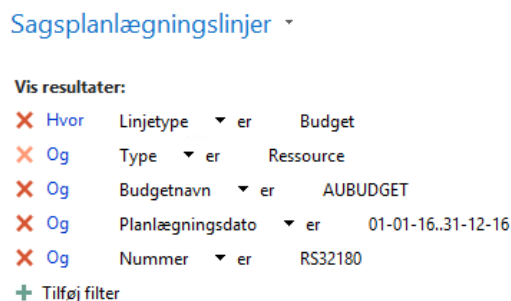 Sagsplanlægningslinjer
Vis resultater:
Hvor Linjetype er Budget
Og Type er Ressource
Og Budgetnavn er AUBUDGET
Og Planlægningsdato er 01-01-16..31-12-16
Og Nummer er RS32180
Tilføj filter